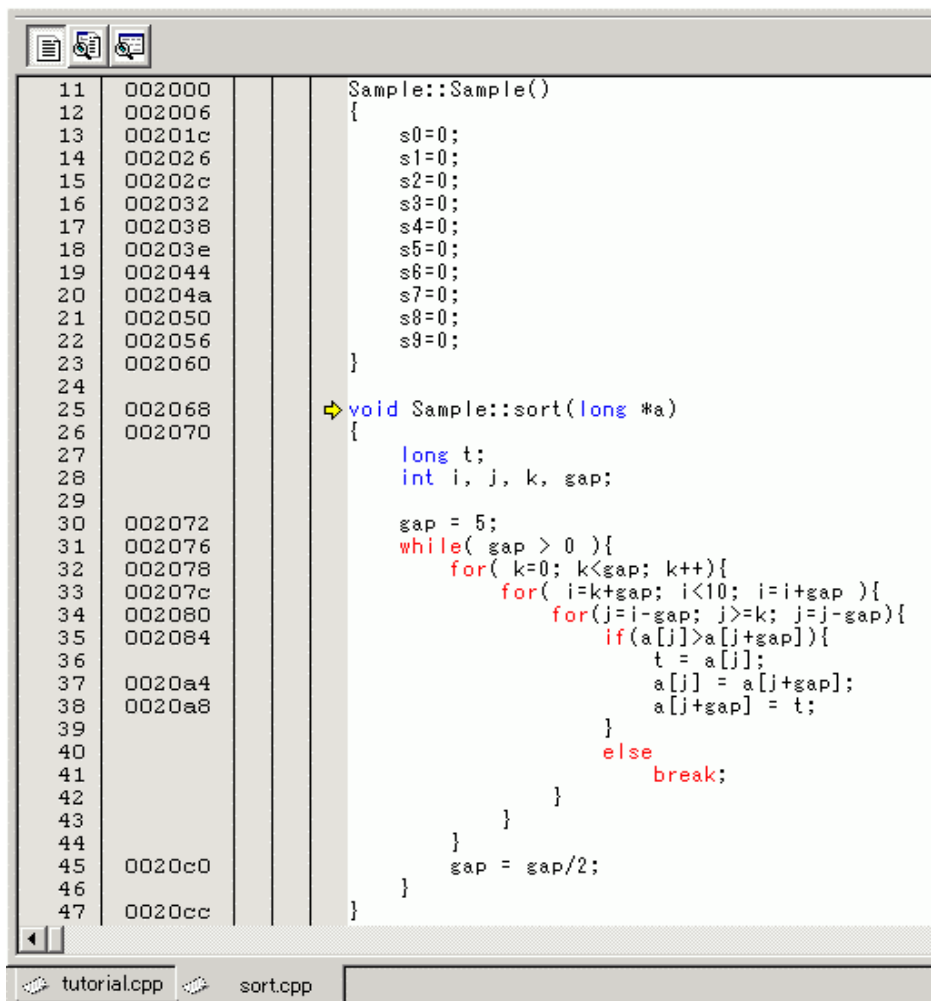 11 002000 Sample::Sample()
12 002006 {
13 00201c s0=0;
14 002026 s1=0;
15 00202c s2=0;
16 002032 s3=0;
17 002038 s4=0;
18 00203e s5=0;
19 002044 s6=0;
20 00204a s7=0;
21 002050 s8=0;
22 002056 s9=0;
23 002060 }
24
25 002068 void Sample::sort(long *a)
26 002070 {
27 long t;
28 int i, j, k, gap;
29
30 002072 gap = 5;
31 002076 while( gap > 0 ){
32 002078 for( k=0; k<gap; k++){
33 00207c for( i=k+gap; i<10; i=i+gap ){
34 002080 for(j=i-gap; j>=k; j=j-gap){
35 002084 if(a[j]>a[j+gap]){
36 t = a[j];
37 0020a4 a[j] = a[j+gap];
38 0020a8 a[j+gap] = t;
39 }
40 else
41 break;
42 }
43 }
44 }
45 0020c0 gap = gap/2;
46 }
47 0020cc }
tutorial.cpp sort.cpp